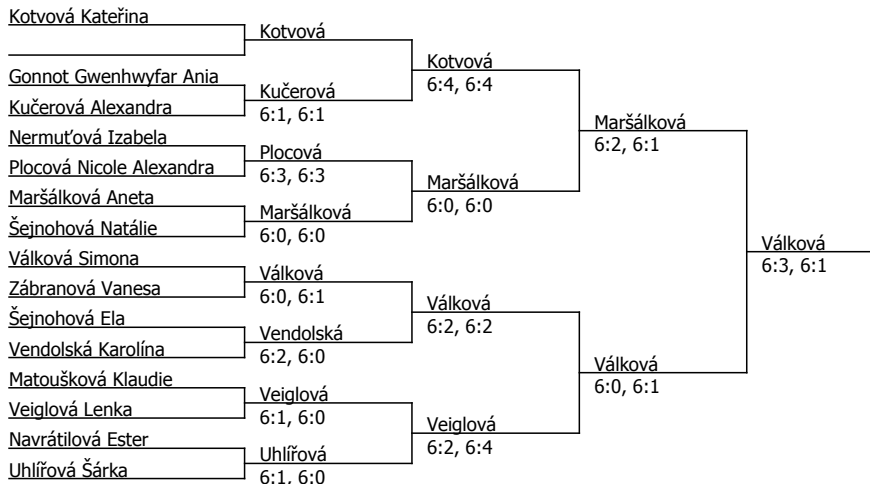 Kotvová Kateřina
Kotvová
Kotvová
6:4, 6:4
Gonnot Gwenhwyfar Ania
Kučerová
6:1, 6:1
Kučerová Alexandra
Maršálková
6:2, 6:1
Nermuťová Izabela
Plocová
6:3, 6:3
Plocová Nicole Alexandra
Maršálková
6:0, 6:0
Maršálková Aneta
Maršálková
6:0, 6:0
Šejnohová Natálie
Válková
6:3, 6:1
Válková Simona
Válková
6:0, 6:1
Zábranová Vanesa
Válková
6:2, 6:2
Šejnohová Ela
Vendolská
6:2, 6:0
Vendolská Karolína
Válková
6:0, 6:1
Matoušková Klaudie
Veiglová
6:1, 6:0
Veiglová Lenka
Veiglová
6:2, 6:4
Navrátilová Ester
Uhlířová
6:1, 6:0
Uhlířová Šárka